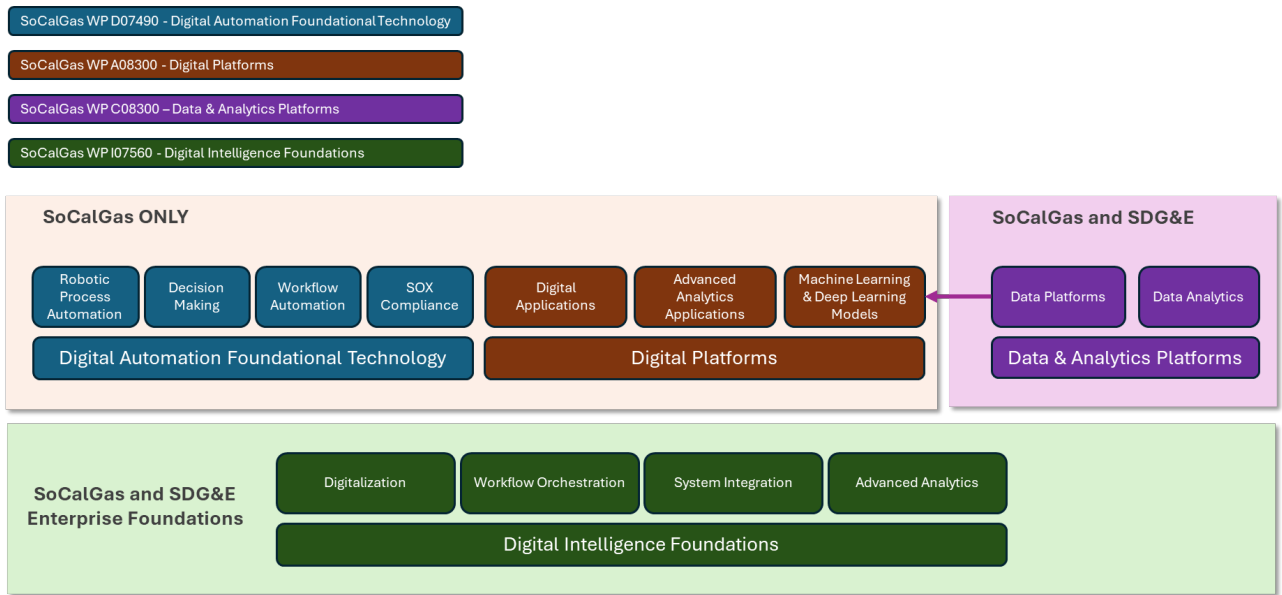 SoCalGas WP D07490 - Digital Automation Foundational Technology
SoCalGas WP A08300 - Digital Platforms
SoCalGas WP C08300 – Data & Analytics Platforms
SoCalGas WP I07560 - Digital Intelligence Foundations
SoCalGas ONLY
Robotic
Process
Automation
Decision
Making
Workflow
Automation
SOX
Compliance
Digital
Applications
Advanced
Analytics
Applications
Machine Learning
& Deep Learning
Models
Digital Automation Foundational Technology
Digital Platforms
SoCalGas and SDG&E
Data Platforms
Data Analytics
Data & Analytics Platforms
SoCalGas and SDG&E
Enterprise Foundations
Digitalization
Workflow Orchestration
System Integration
Advanced Analytics
Digital Intelligence Foundations